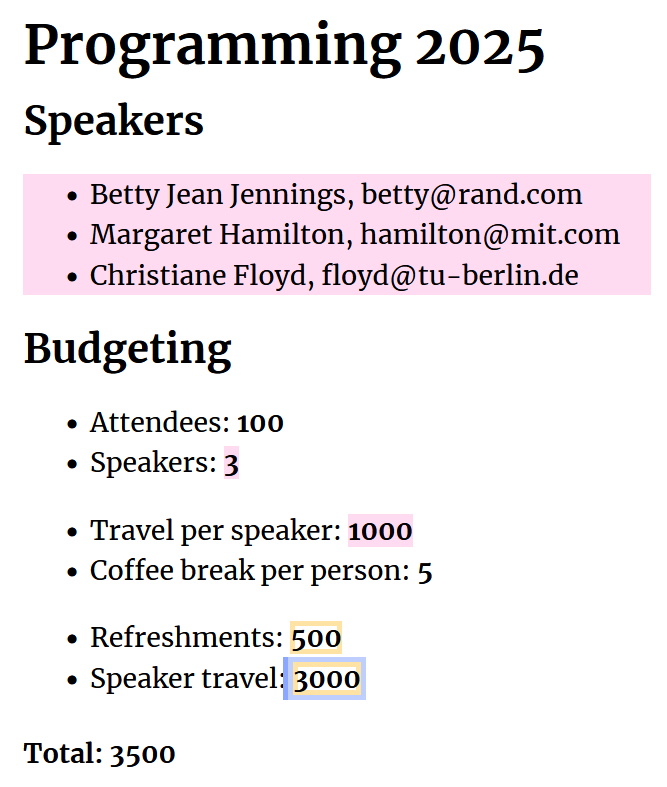 Programming 2025
Speakers
• Betty Jean Jennings, betty@rand.com
• Margaret Hamilton, hamilton@mit.com
• Christiane Floyd, floyd@tu-berlin.de
Budgeting
• Attendees: 100
• Speakers: 3
• Travel per speaker: 1000
• Coffee break per person: 5
• Refreshments: 500
• Speaker travel: 3000
Total: 3500